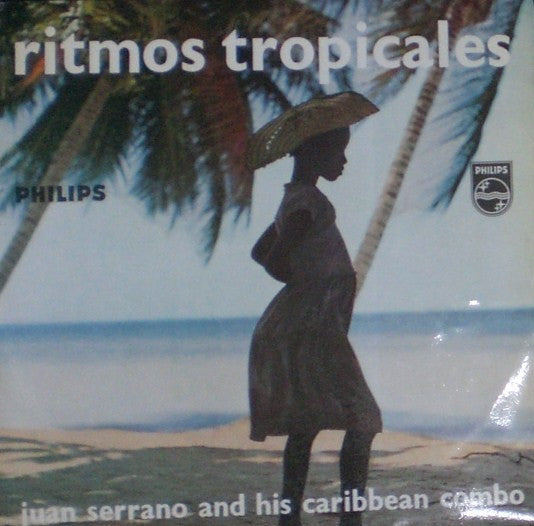 ritmos tropicales
PHILIPS
PHILIPS
juan serrano and his caribbean combo